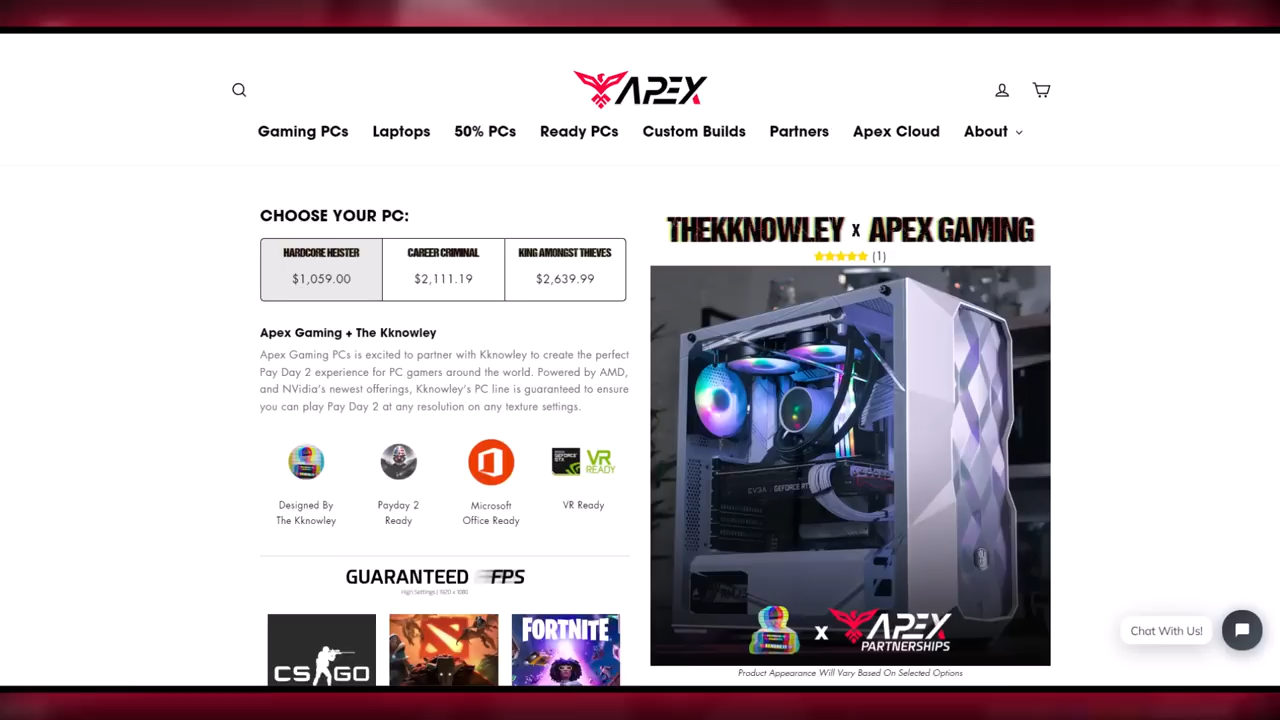 APEX
Gaming PCs
Laptops
50% PCs
Ready PCs
Custom Builds
Partners
Apex Cloud
About
CHOOSE YOUR PC:
HARDCORE HEISTER
$1,059.00
CAREER CRIMINAL
$2,111.19
KING AMONGST THIEVES
$2,639.99
Apex Gaming + The Kknowley
Apex Gaming PCs is excited to partner with Kknowley to create the perfect
Pay Day 2 experience for PC gamers around the world. Powered by AMD,
and NVidia's newest offerings, Kknowley's PC line is guaranteed to ensure
you can play Pay Day 2 at any resolution on any texture settings.
GEFORCE
GTX
VR
READY
Designed By
The Kknowley
Payday 2
Ready
Microsoft
Office Ready
VR Ready
GUARANTEED FPS
High Settings | 1920 x 1080
CS GO
FORTNITE
THEKKNOWLEY x APEX GAMING
(1)
EVGA GEFORCE RTX
x
APEX
PARTNERSHIPS
Product Appearance Will Vary Based On Selected Options
Chat With Us!